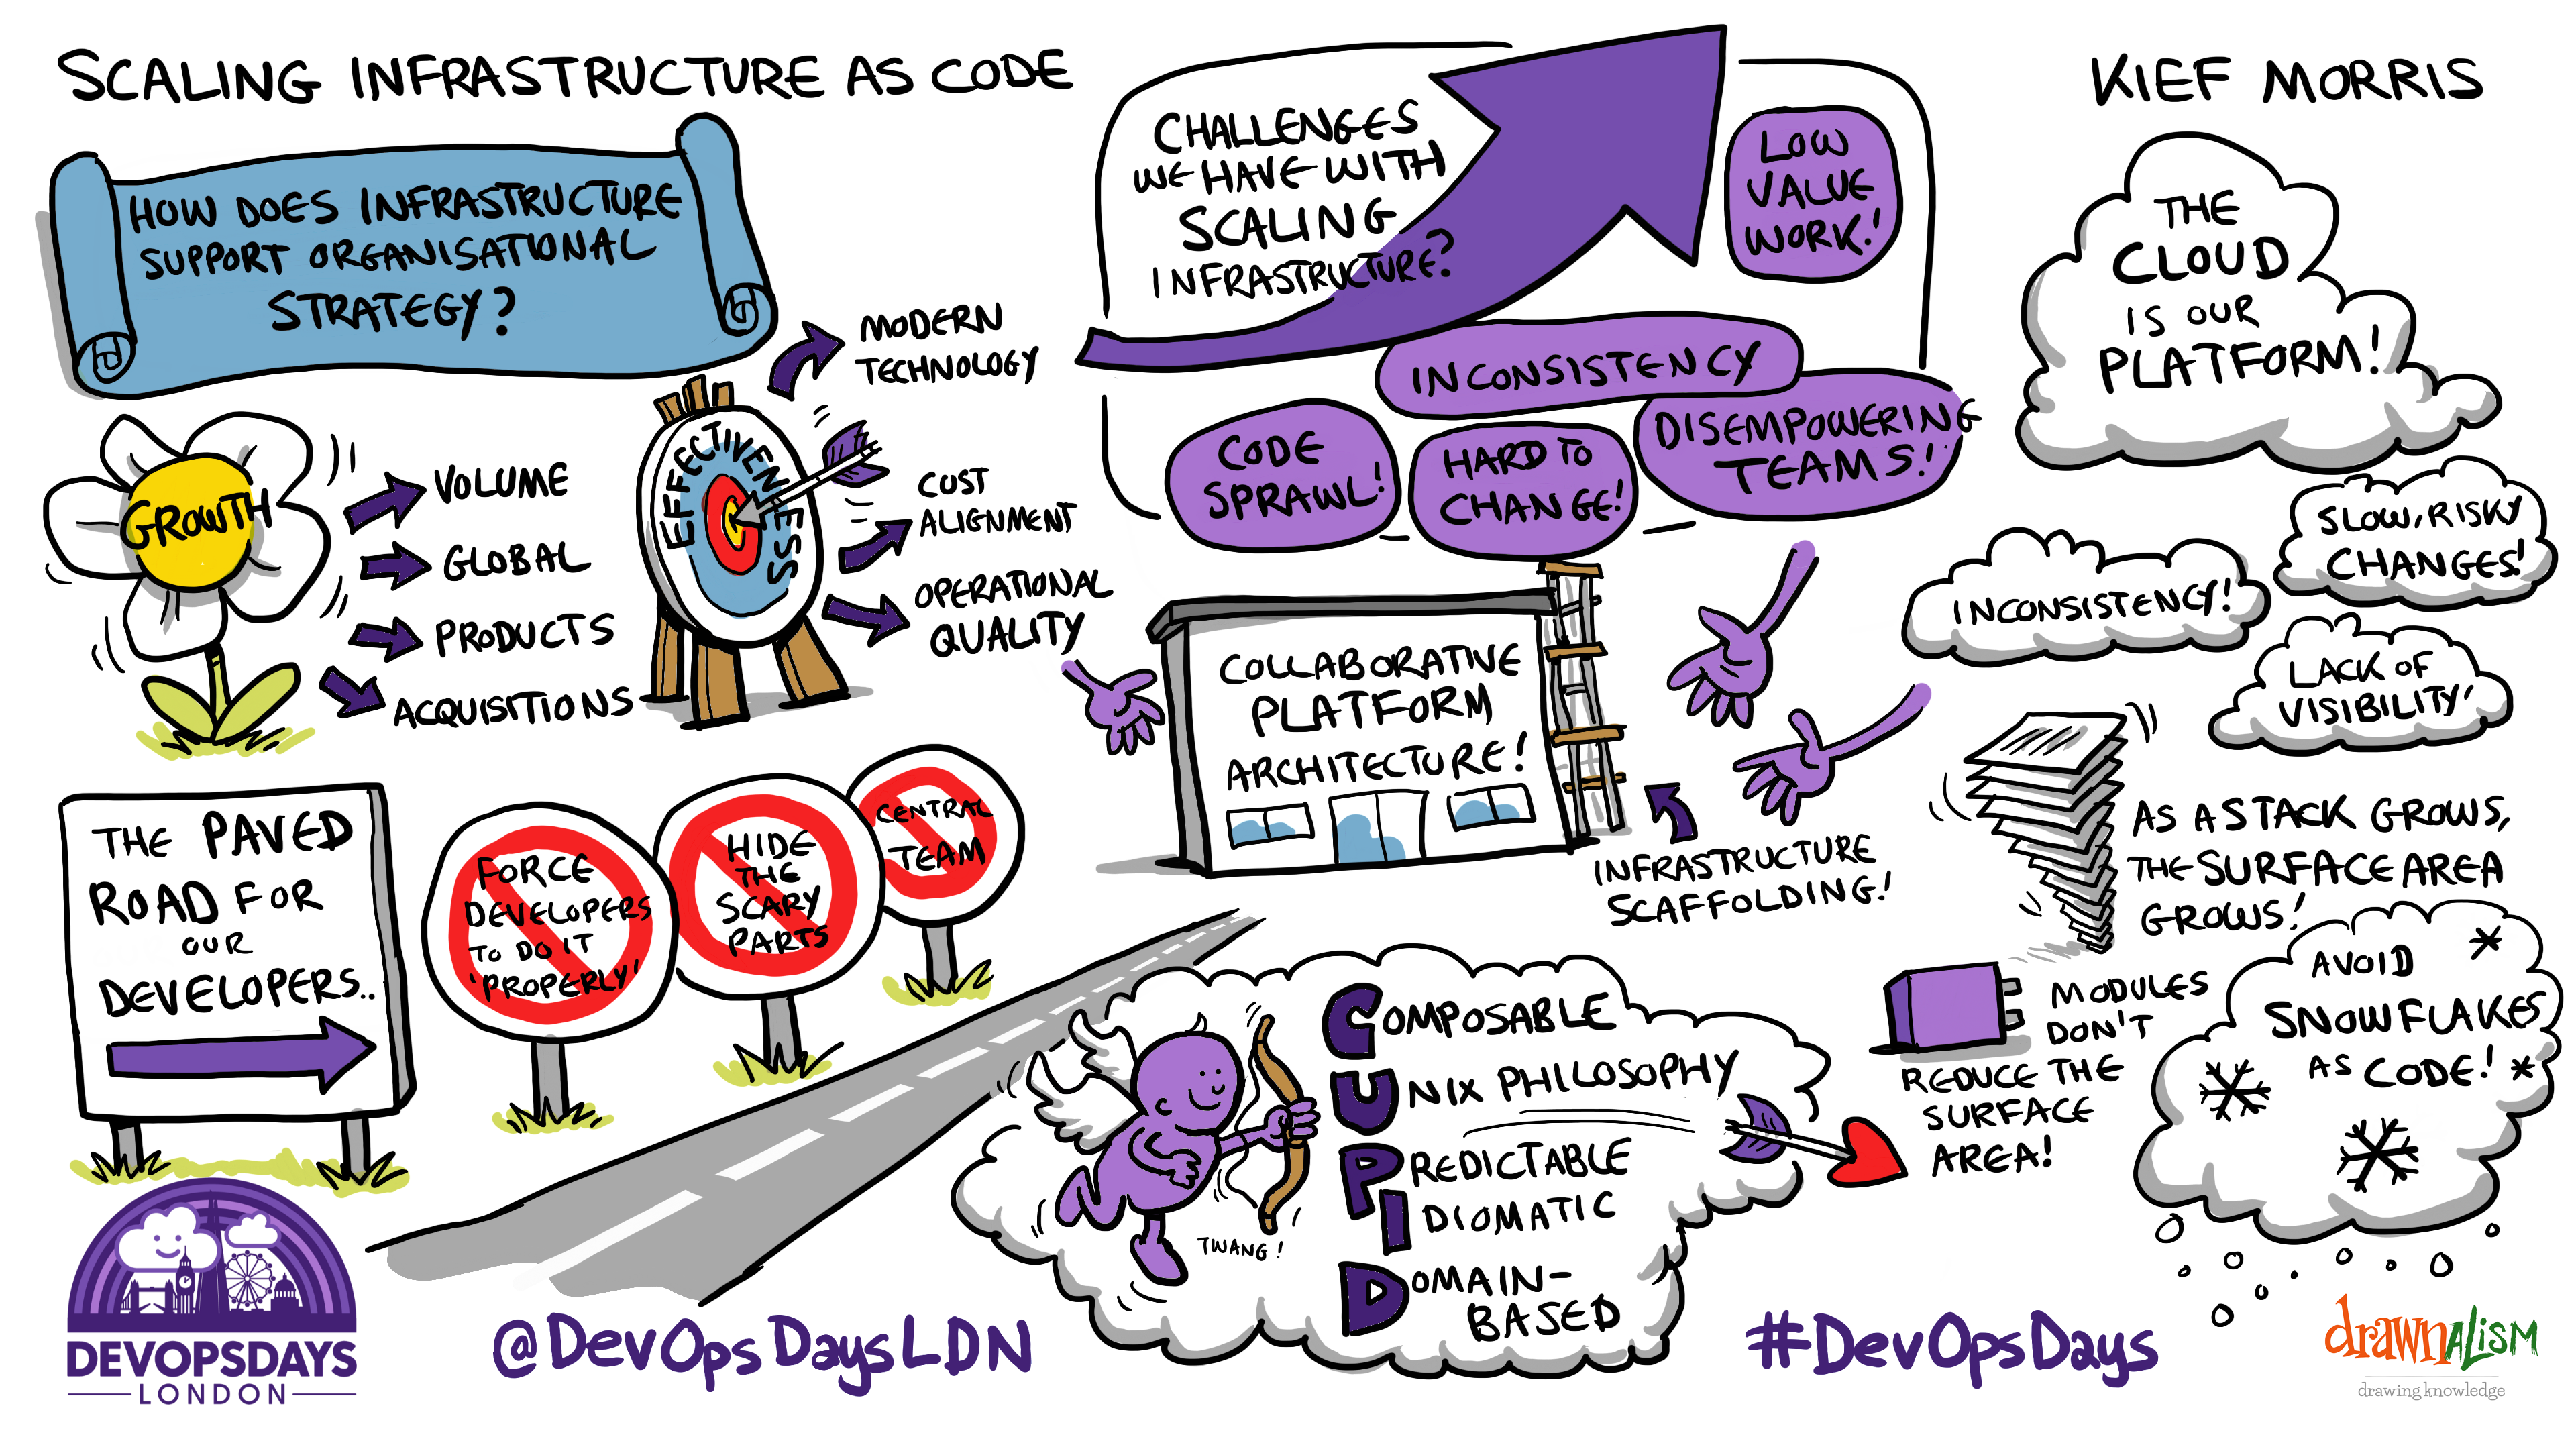 SCALING INFRASTRUCTURE AS CODE
HOW DOES INFRASTRUCTURE
SUPPORT ORGANISATIONAL
STRATEGY?
GROWTH
VOLUME
GLOBAL
PRODUCTS
ACQUISITIONS
EFFECTIVENESS
MODERN
TECHNOLOGY
COST
ALIGNMENT
OPERATIONAL
QUALITY
CHALLENGES
WE HAVE WITH
SCALING
INFRASTRUCTURE?
LOW
VALUE
WORK!
INCONSISTENCY
CODE
SPRAWL!
HARD TO
CHANGE!
DISEMPOWERING
TEAMS!
KIEF MORRIS
THE
CLOUD
IS OUR
PLATFORM!
SLOW, RISKY
CHANGES!
INCONSISTENCY!
LACK OF
VISIBILITY!
COLLABORATIVE
PLATFORM
ARCHITECTURE!
INFRASTRUCTURE
SCAFFOLDING!
AS A STACK GROWS,
THE SURFACE AREA
GROWS!
MODULES
DON'T
REDUCE THE
SURFACE
AREA!
AVOID
SNOWFLAKES
AS CODE!
THE PAVED
ROAD FOR
OUR
DEVELOPERS..
FORCE
DEVELOPERS
TO DO IT
'PROPERLY'
HIDE
THE
SCARY
PARTS
CENTRAL
TEAM
COMPOSABLE
UNIX PHILOSOPHY
PREDICTABLE
IDIOMATIC
DOMAIN-
BASED
TWANG!
DEVOPSDAYS
LONDON
@DevOpsDaysLDN
#DevOpsDays
drawnalism
drawing knowledge